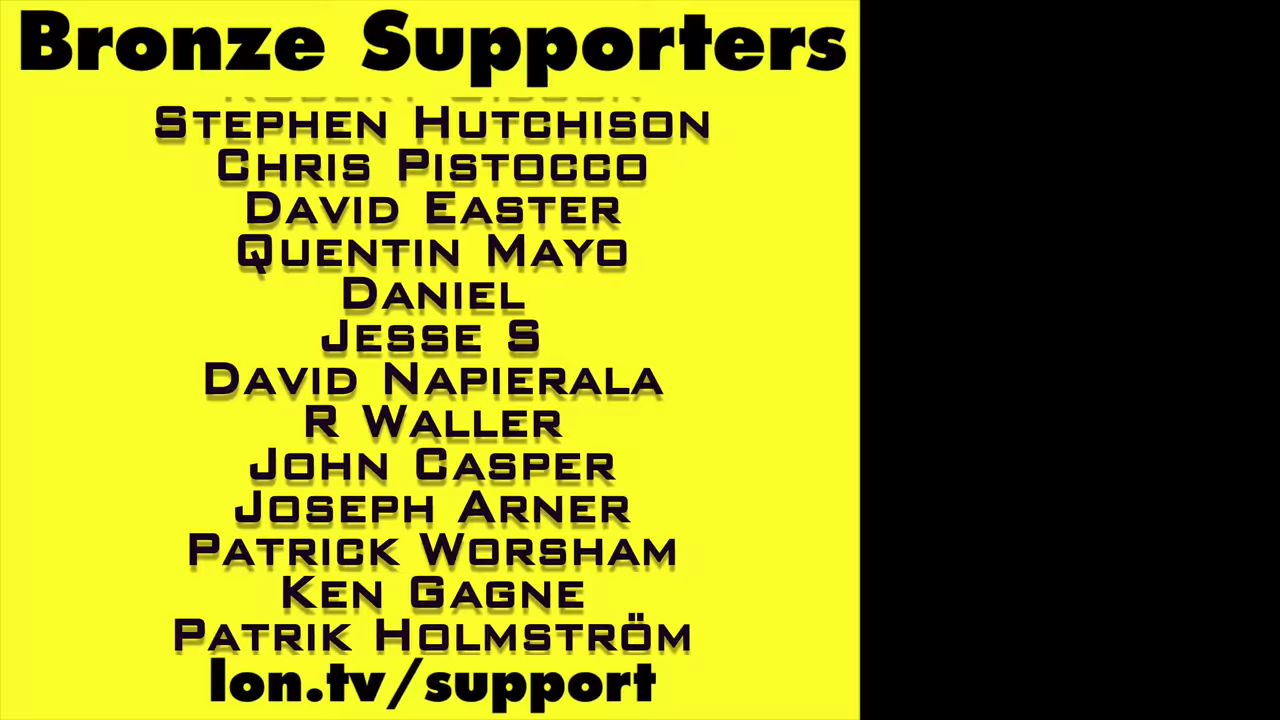 Bronze Supporters
Stephen Hutchison
Chris Pistocco
David Easter
Quentin Mayo
Daniel
Jesse S
David Napierala
R Waller
John Casper
Joseph Arner
Patrick Worsham
Ken Gagne
Patrik Holmström
lon.tv/support